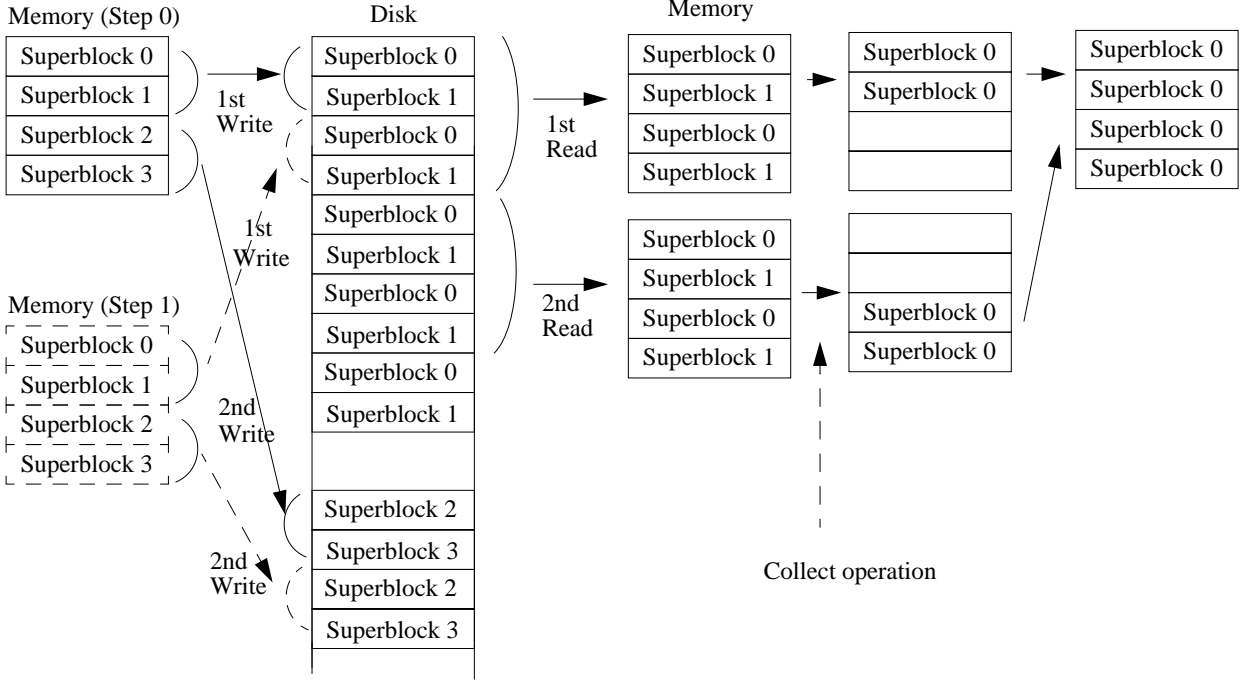 Memory (Step 0)
Superblock 0
Superblock 1
Superblock 2
Superblock 3
1st
Write
Memory (Step 1)
Superblock 0
Superblock 1
Superblock 2
Superblock 3
1st
Write
2nd
Write
2nd
Write
Disk
Superblock 0
Superblock 1
Superblock 0
Superblock 1
Superblock 0
Superblock 1
Superblock 0
Superblock 1
Superblock 0
Superblock 1
Superblock 2
Superblock 3
Superblock 2
Superblock 3
1st
Read
2nd
Read
Memory
Superblock 0
Superblock 1
Superblock 0
Superblock 1
Superblock 0
Superblock 1
Superblock 0
Superblock 1
Superblock 0
Superblock 0
Superblock 0
Superblock 0
Collect operation
Superblock 0
Superblock 0
Superblock 0
Superblock 0